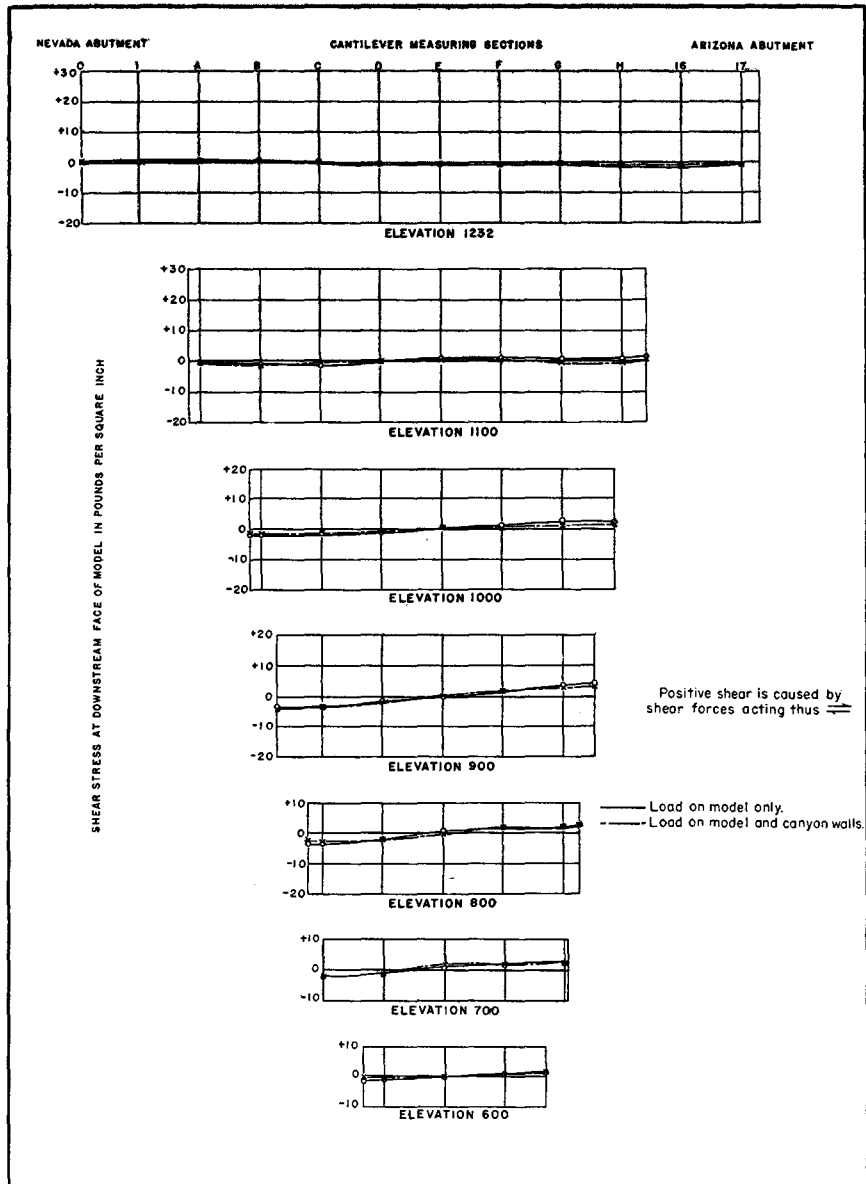 NEVADA ABUTMENT CANTILEVER MEASURING SECTIONS ARIZONA ABUTMENT
0 1 A B C D E F G H 16 17
+30
+20
+10
0
-10
-20
ELEVATION 1232
+30
+20
+10
0
-10
-20
ELEVATION 1100
+20
+10
0
-10
-20
ELEVATION 1000
+20
+10
0
-10
-20
ELEVATION 900
+10
0
-10
-20
ELEVATION 800
+10
0
-10
ELEVATION 700
+10
0
-10
ELEVATION 600
SHEAR STRESS AT DOWNSTREAM FACE OF MODEL IN POUNDS PER SQUARE INCH
Positive shear is caused by
shear forces acting thus ⇌
Load on model only.
Load on model and canyon walls.